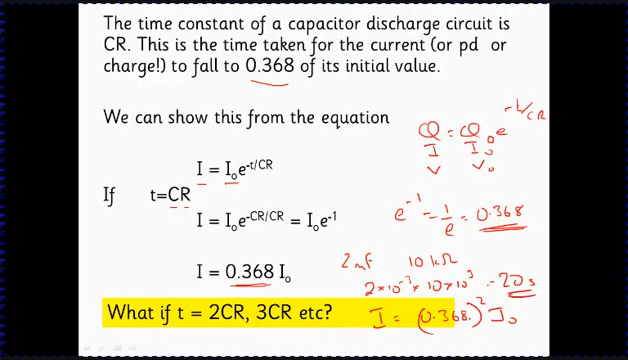 The time constant of a capacitor discharge circuit is
CR. This is the time taken for the current (or pd or
charge!) to fall to 0.368 of its initial value.
We can show this from the equation
Q = Q₀e^-t/CR
I I₀
V V₀
I = I₀e^-t/CR
If t=CR
I = I₀e^-CR/CR = I₀e^-1
e^-1 = 1/e = 0.368
I = 0.368 I₀
2 mF 10 kΩ
2×10^-3 × 10×10^3 = 20 s
What if t = 2CR, 3CR etc?
I = (0.368)^2 I₀